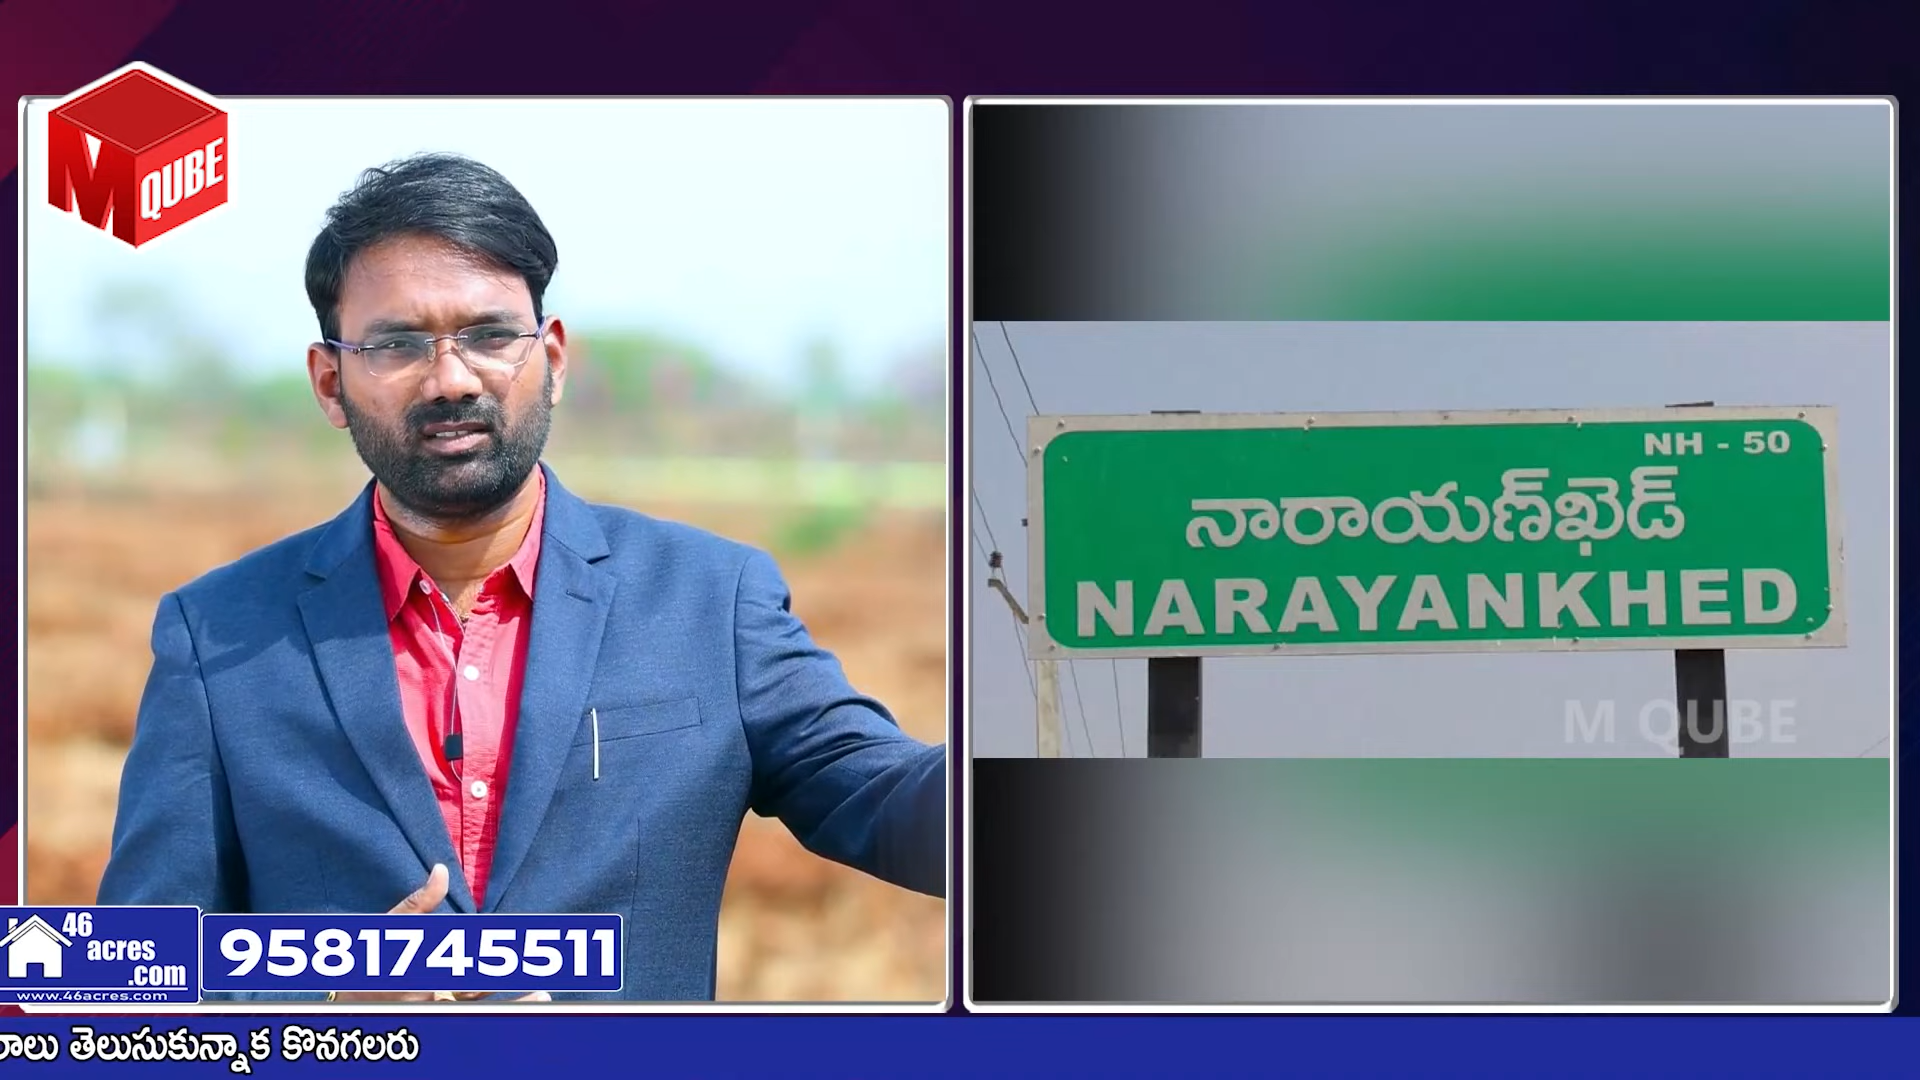 M QUBE
NH - 50
నారాయణ్‌ఖేడ్
NARAYANKHED
M QUBE
46
acres
.com
www.46acres.com
9581745511
తెలుసుకున్నాక కొనగలరు